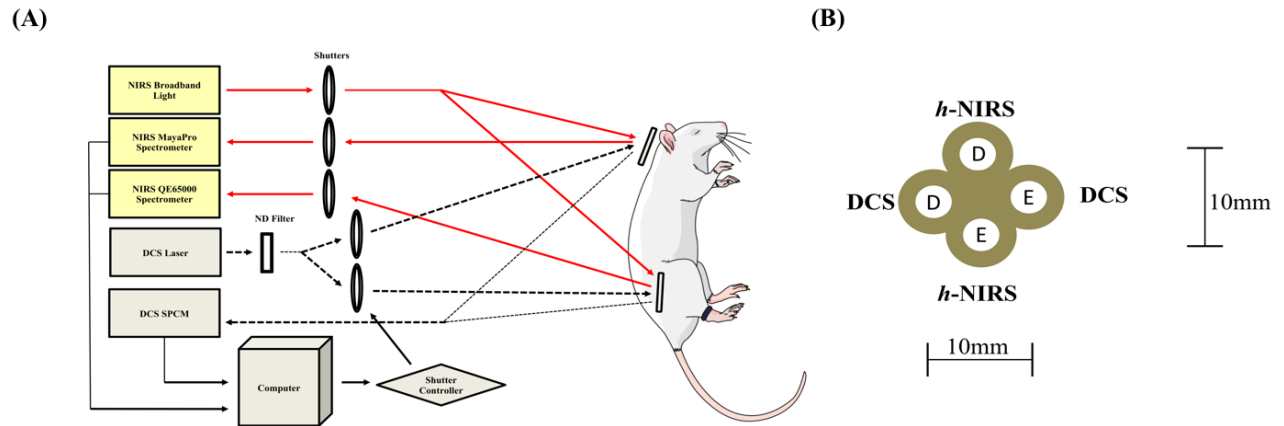 (A)
Shutters
NIRS Broadband
Light
NIRS MayaPro
Spectrometer
NIRS QE65000
Spectrometer
ND Filter
DCS Laser
DCS SPCM
Computer
Shutter
Controller
(B)
h-NIRS
D
DCS
D
E
DCS
E
h-NIRS
10mm
10mm